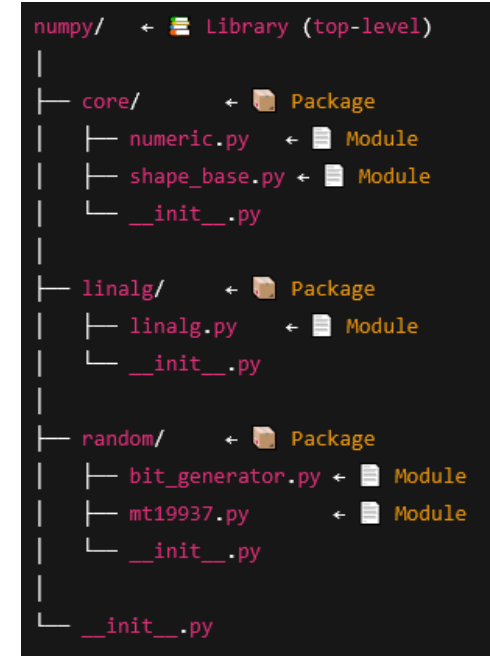 numpy/ ← 📚 Library (top-level)
│
├── core/ ← 📦 Package
│ ├── numeric.py ← 📄 Module
│ ├── shape_base.py ← 📄 Module
│ └── __init__.py
│
├── linalg/ ← 📦 Package
│ ├── linalg.py ← 📄 Module
│ └── __init__.py
│
├── random/ ← 📦 Package
│ ├── bit_generator.py ← 📄 Module
│ ├── mt19937.py ← 📄 Module
│ └── __init__.py
│
└── __init__.py